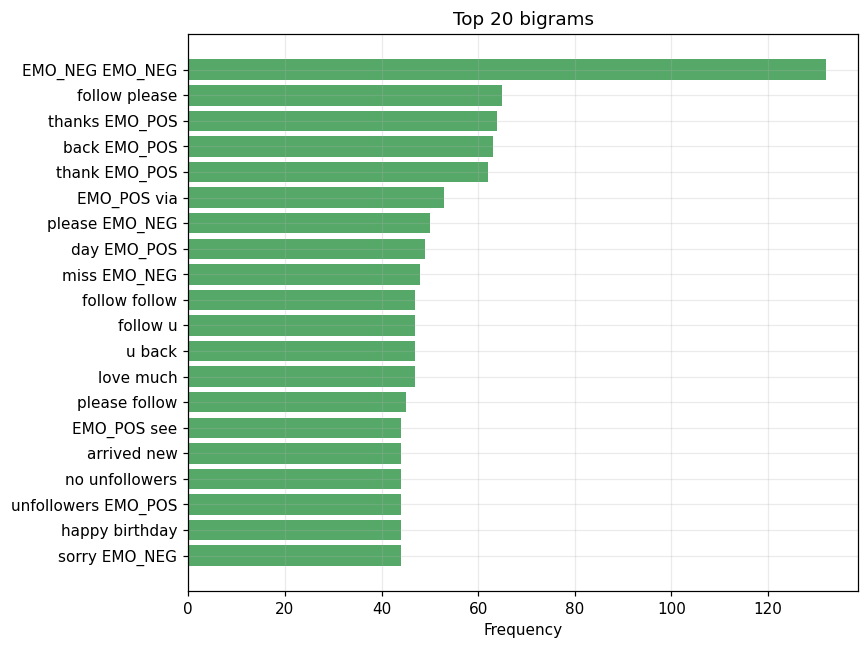 Top 20 bigrams
EMO_NEG EMO_NEG
follow please
thanks EMO_POS
back EMO_POS
thank EMO_POS
EMO_POS via
please EMO_NEG
day EMO_POS
miss EMO_NEG
follow follow
follow u
u back
love much
please follow
EMO_POS see
arrived new
no unfollowers
unfollowers EMO_POS
happy birthday
sorry EMO_NEG
0 20 40 60 80 100 120
Frequency